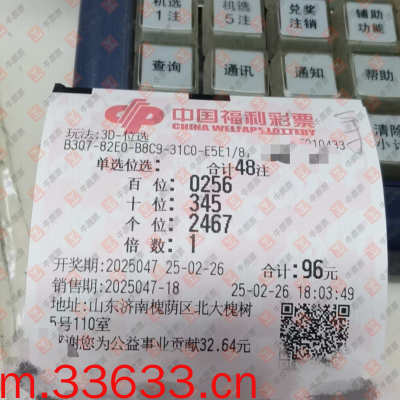 机选
1注
机选
5注
兑奖
注销
辅助
功能
查询
通讯
通知
帮助
清除
小计
中国福利彩票
CHINA WELFARE LOTTERY
玩法:3D-位选
B3Q7-82E0-B8C9-31C0-E5E1/8,
单选位选: 合计48注
百 位: 0256
十 位: 345
个 位: 2467
倍 数: 1
开奖期:2025047 25-02-26 合计:96元
销售期:2025047-18 25-02-26 18:03:49
地址:山东济南槐荫区北大槐树
5号110室
谢您为公益事业贡献32.64元
m.33633.cn